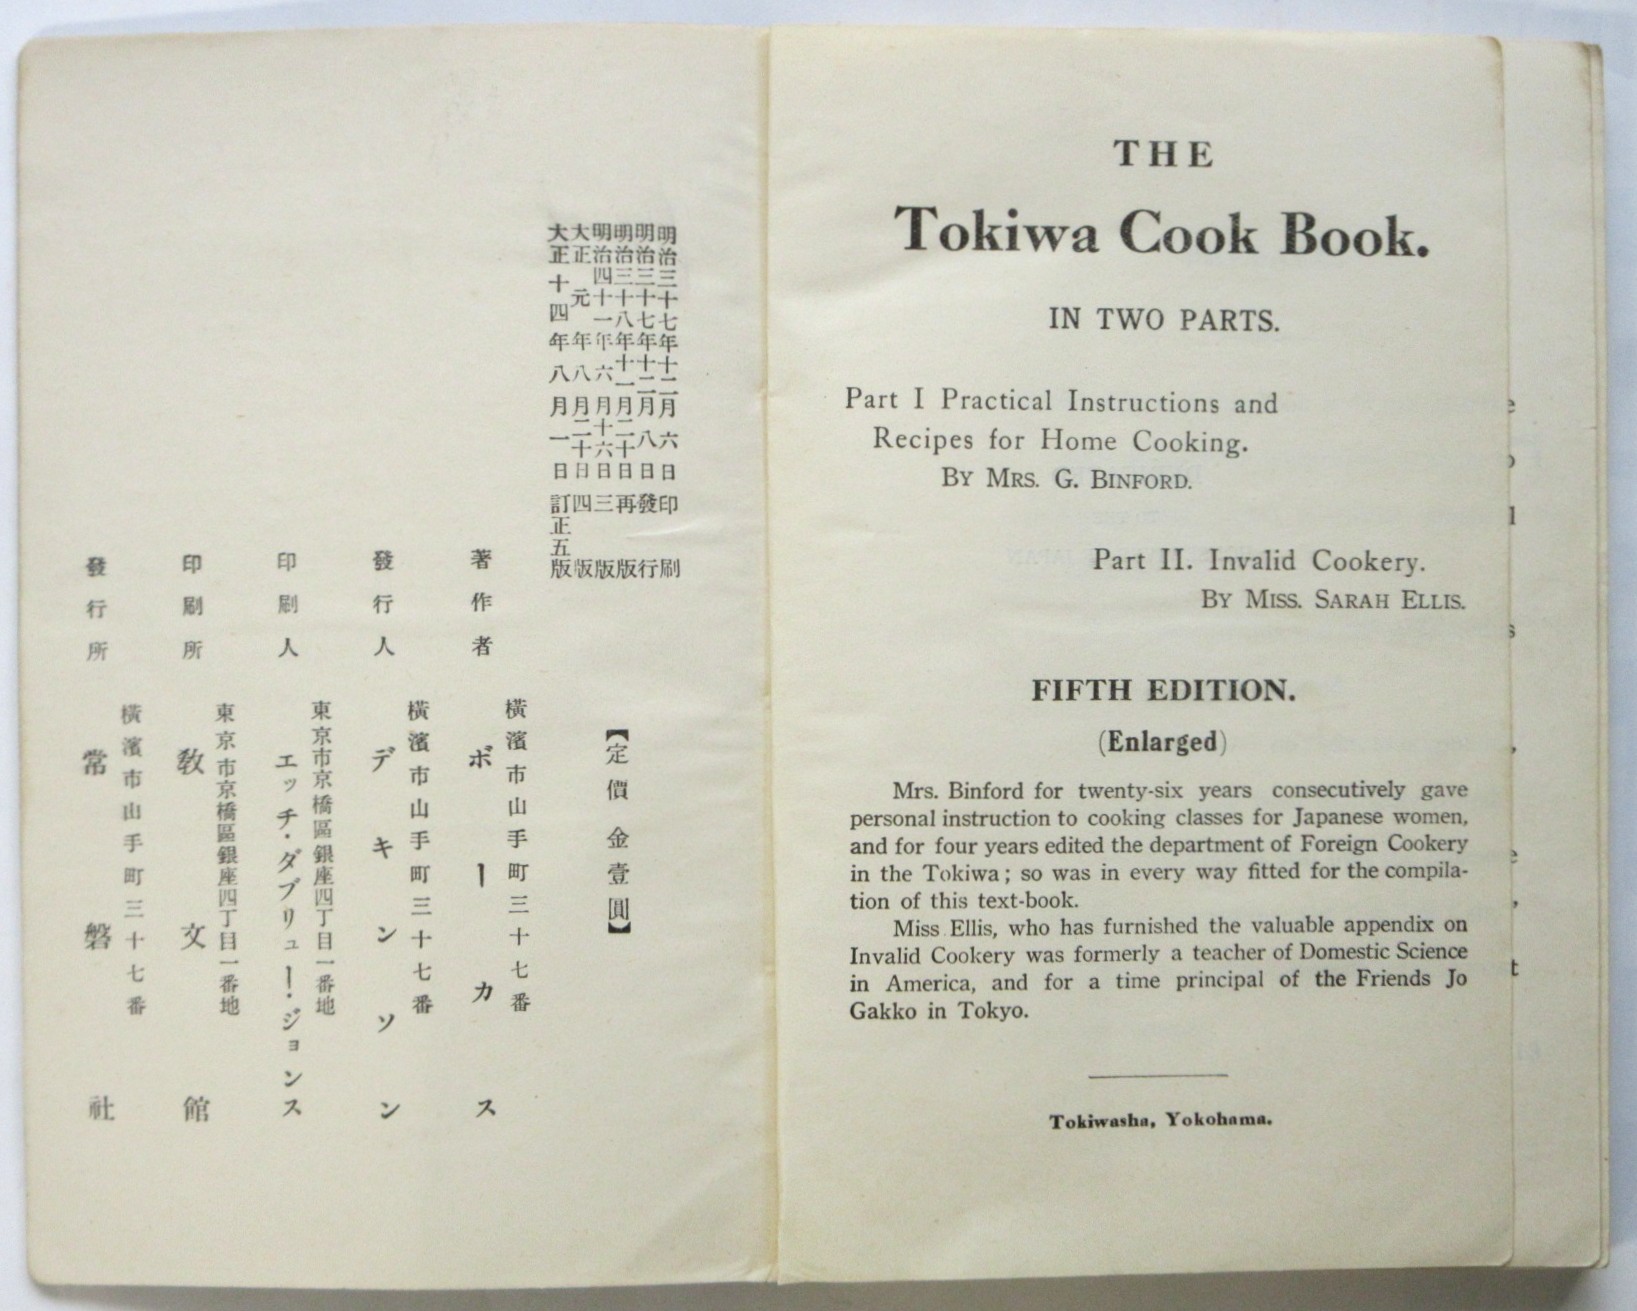 明治三十七年十二月六日印刷
明治三十七年十二月八日發行
明治三十八年十一月二十日再版
明治四十一年六月十六日三版
大正元年八月二十日四版
大正十四年八月一日訂正五版
【定價金壹圓】
著作者
橫濱市山手町三十七番
ボーカス
發行人
橫濱市山手町三十七番
デキンソン
印刷人
東京市京橋區銀座四丁目一番地
エッチ・ダブリュー・ジョンス
印刷所
東京市京橋區銀座四丁目一番地
敎文館
發行所
橫濱市山手町三十七番
常磐社
THE
Tokiwa Cook Book.
IN TWO PARTS.
Part I Practical Instructions and
Recipes for Home Cooking.
BY MRS. G. BINFORD.
Part II. Invalid Cookery.
BY MISS. SARAH ELLIS.
FIFTH EDITION.
(Enlarged)
Mrs. Binford for twenty-six years consecutively gave
personal instruction to cooking classes for Japanese women,
and for four years edited the department of Foreign Cookery
in the Tokiwa; so was in every way fitted for the compila-
tion of this text-book.
Miss Ellis, who has furnished the valuable appendix on
Invalid Cookery was formerly a teacher of Domestic Science
in America, and for a time principal of the Friends Jo
Gakko in Tokyo.
Tokiwasha, Yokohama.